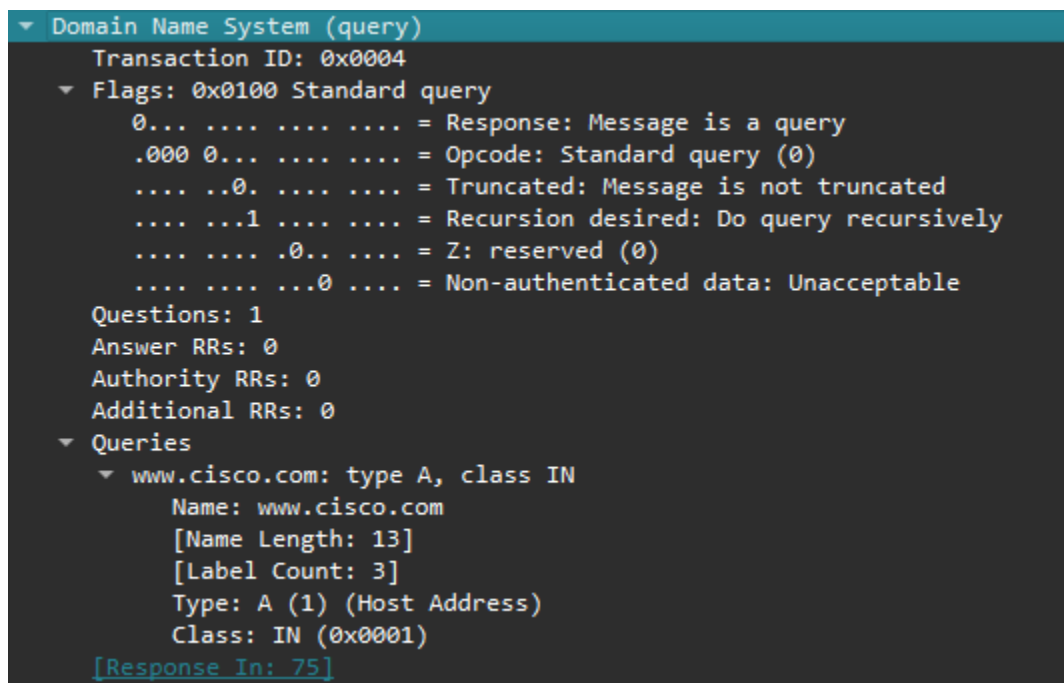 Domain Name System (query)
Transaction ID: 0x0004
Flags: 0x0100 Standard query
0... .... .... .... = Response: Message is a query
.000 0... .... .... = Opcode: Standard query (0)
.... ..0. .... .... = Truncated: Message is not truncated
.... ...1 .... .... = Recursion desired: Do query recursively
.... .... .0.. .... = Z: reserved (0)
.... .... ...0 .... = Non-authenticated data: Unacceptable
Questions: 1
Answer RRs: 0
Authority RRs: 0
Additional RRs: 0
Queries
www.cisco.com: type A, class IN
Name: www.cisco.com
[Name Length: 13]
[Label Count: 3]
Type: A (1) (Host Address)
Class: IN (0x0001)
[Response In: 75]